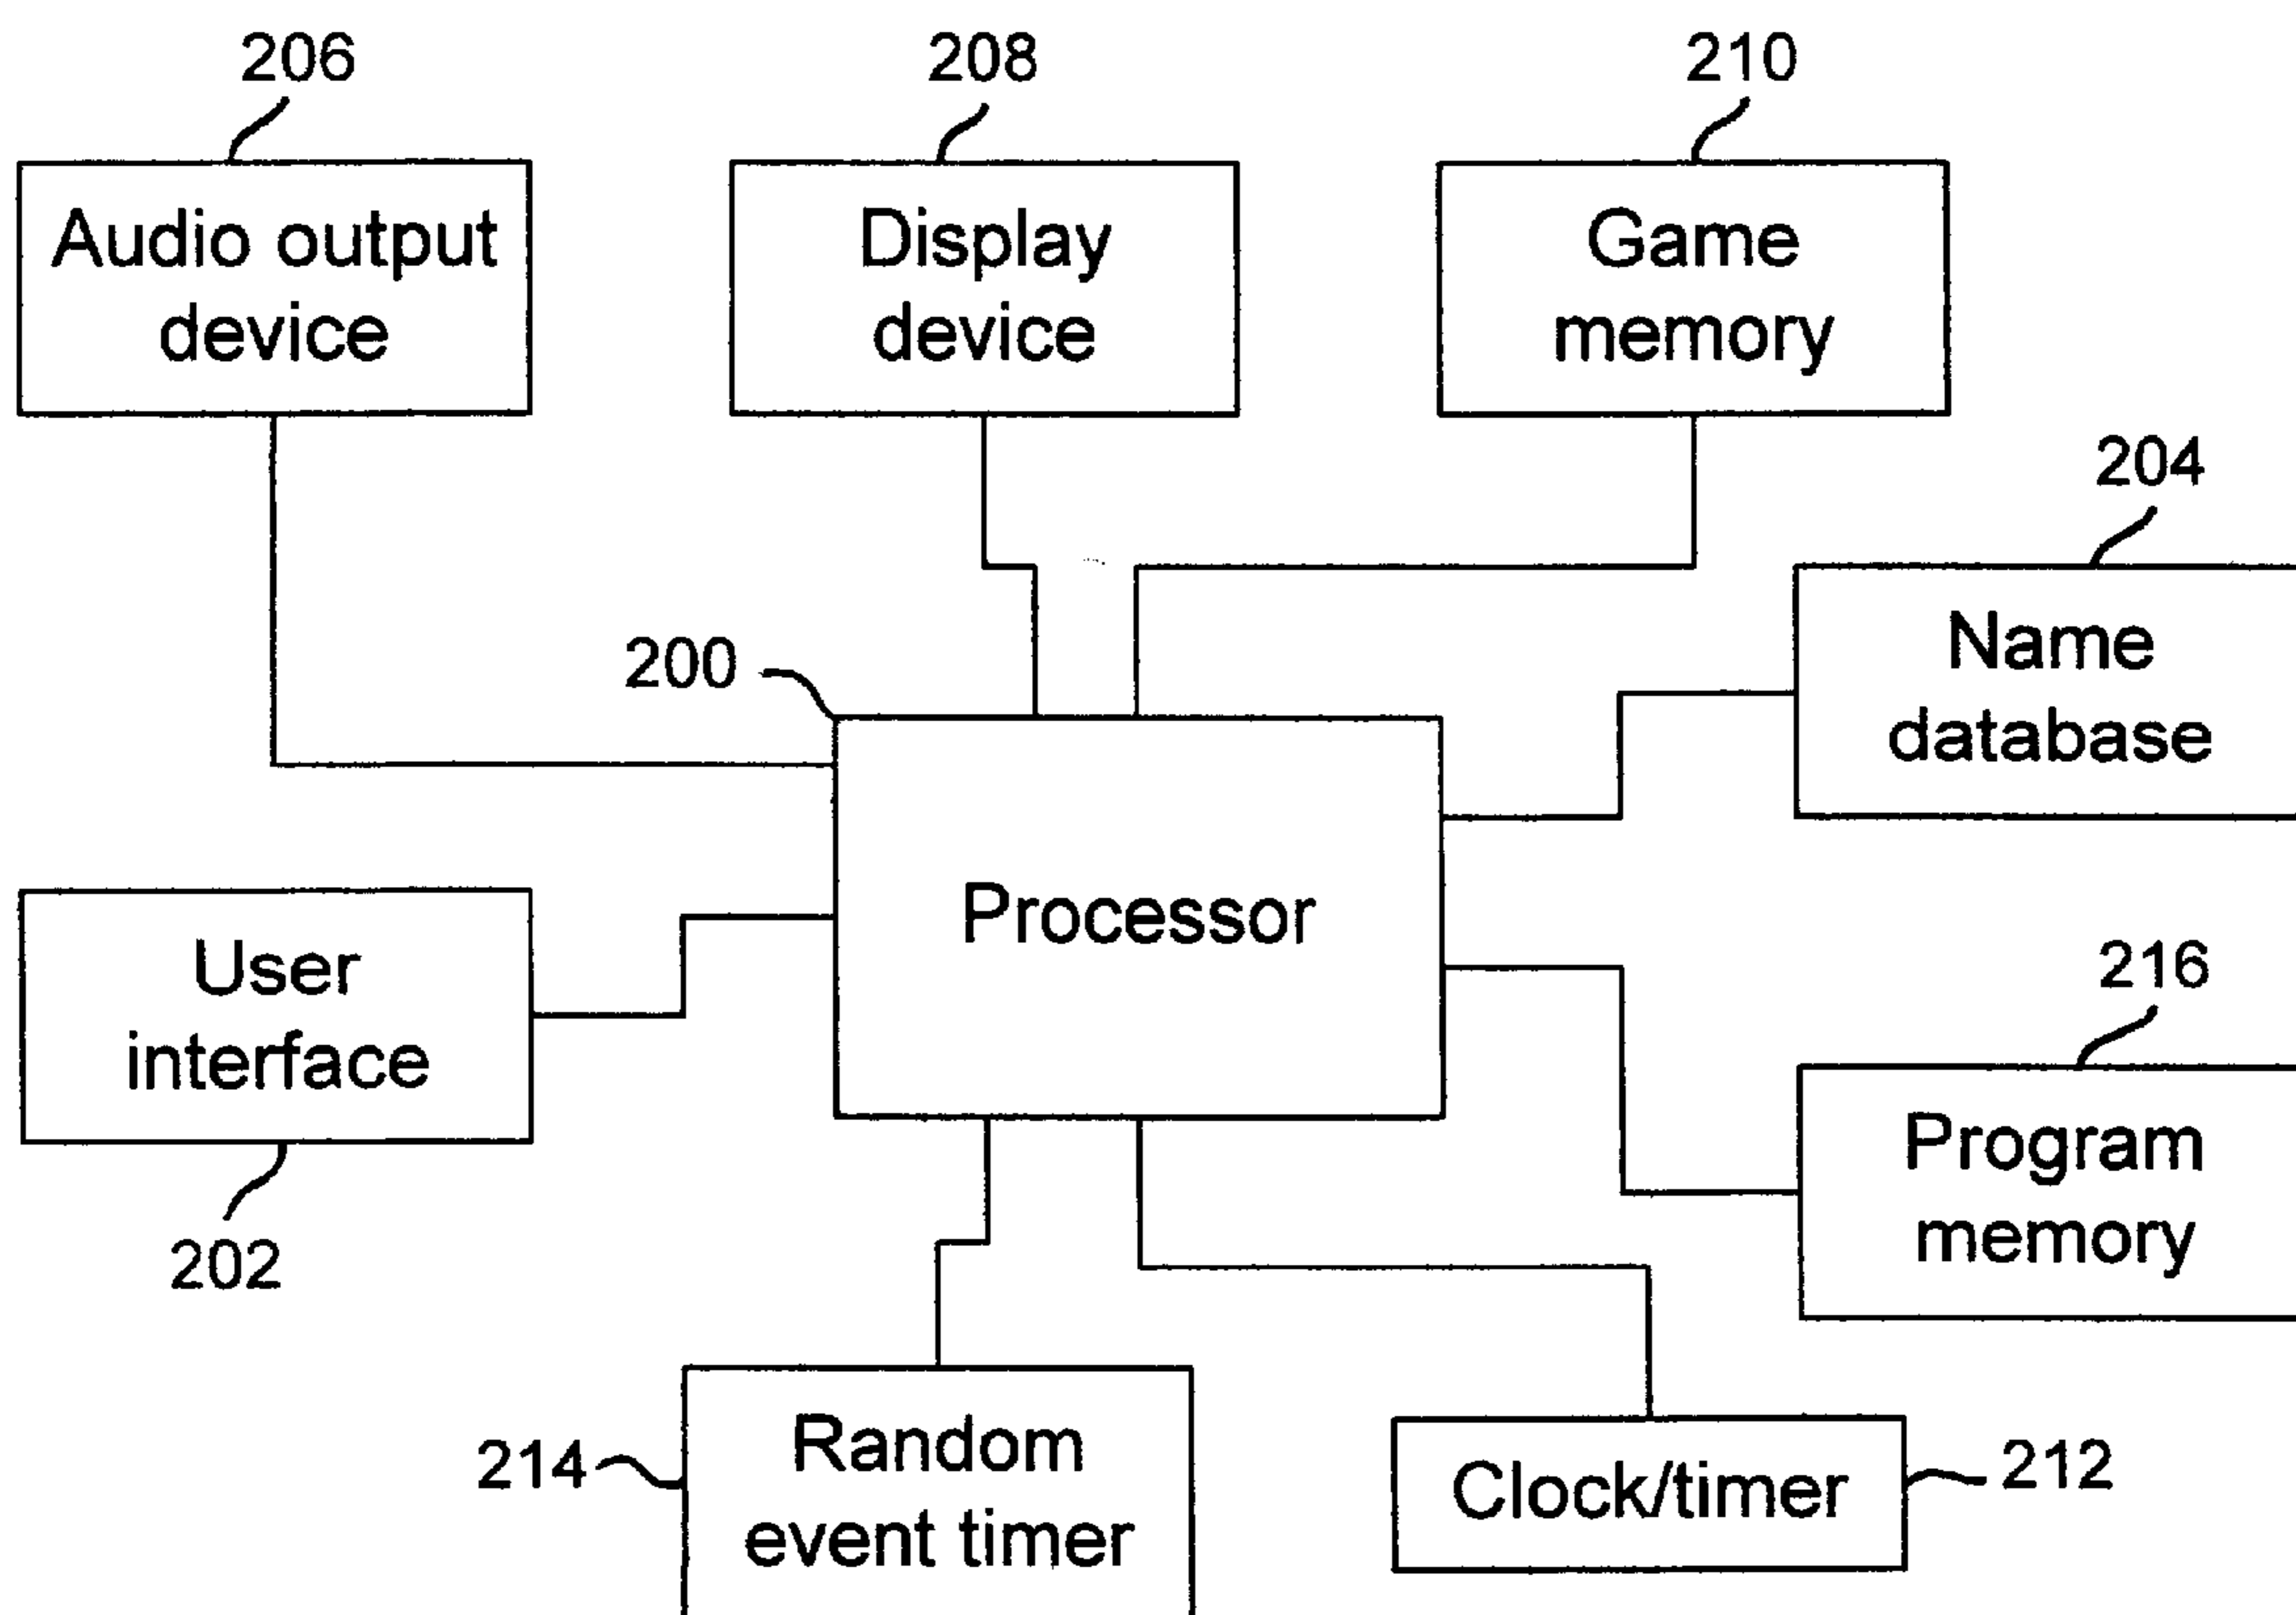 206
208
210
Audio output
device
Display
device
Game
memory
204
Name
database
200
Processor
User
interface
202
216
Program
memory
214
Random
event timer
Clock/timer
212